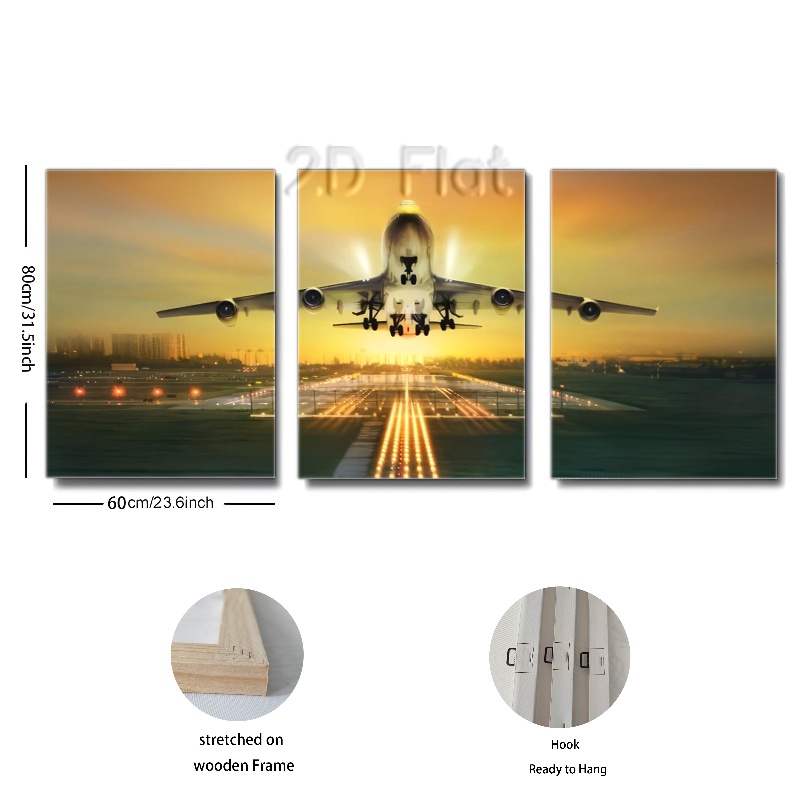 2D Flat
80cm/31.5inch
60cm/23.6inch
stretched on
wooden Frame
Hook
Ready to Hang